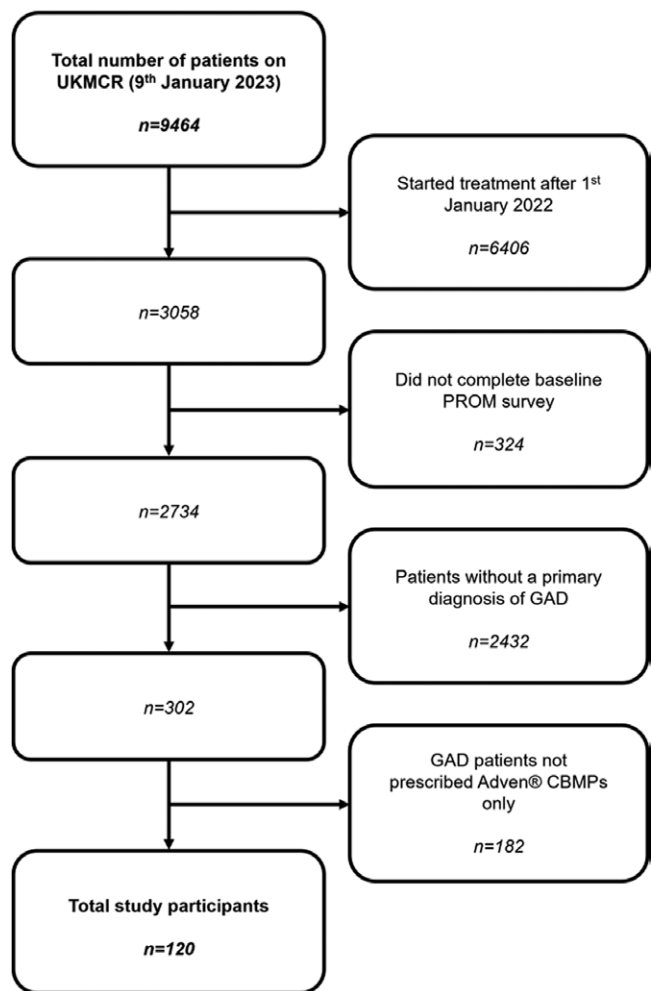 Total number of patients on
UKMCR (9th January 2023)
n=9464
Started treatment after 1st
January 2022
n=6406
n=3058
Did not complete baseline
PROM survey
n=324
n=2734
Patients without a primary
diagnosis of GAD
n=2432
n=302
GAD patients not
prescribed Adven® CBMPs
only
n=182
Total study participants
n=120